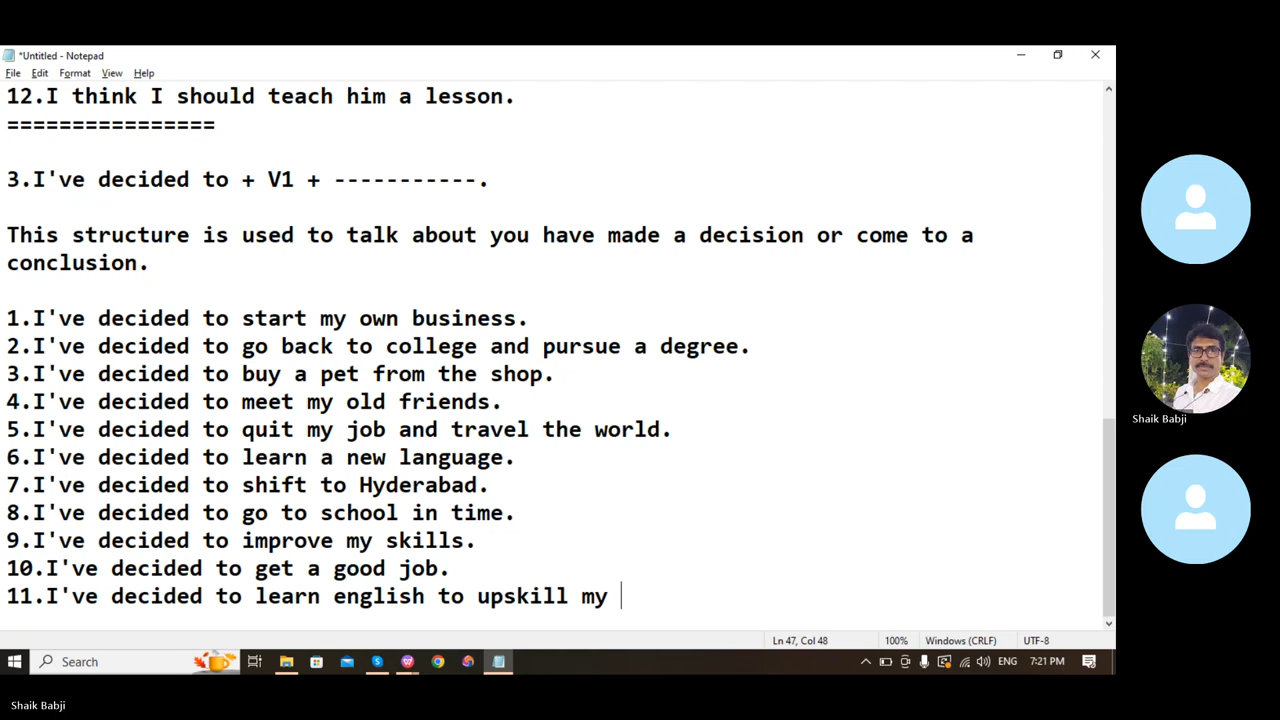 *Untitled - Notepad
File Edit Format View Help
12.I think I should teach him a lesson.
================
3.I've decided to + V1 + -----------.
This structure is used to talk about you have made a decision or come to a
conclusion.
1.I've decided to start my own business.
2.I've decided to go back to college and pursue a degree.
3.I've decided to buy a pet from the shop.
4.I've decided to meet my old friends.
5.I've decided to quit my job and travel the world.
6.I've decided to learn a new language.
7.I've decided to shift to Hyderabad.
8.I've decided to go to school in time.
9.I've decided to improve my skills.
10.I've decided to get a good job.
11.I've decided to learn english to upskill my
Ln 47, Col 48 100% Windows (CRLF) UTF-8
Search
ENG 7:21 PM
Shaik Babji
Shaik Babji